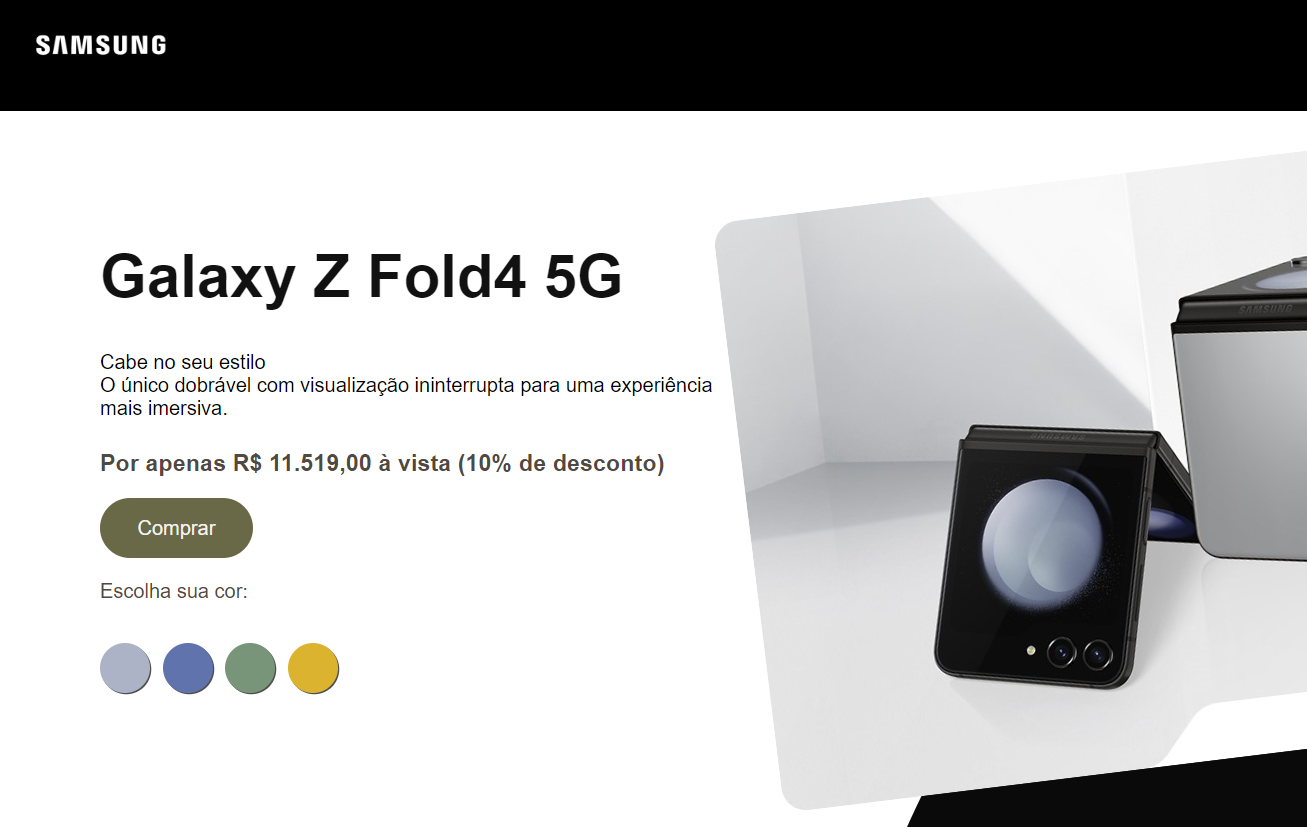 SAMSUNG
Galaxy Z Fold4 5G
Cabe no seu estilo
O único dobrável com visualização ininterrupta para uma experiência
mais imersiva.
Por apenas R$ 11.519,00 à vista (10% de desconto)
Comprar
Escolha sua cor:
SAMSUNG
SAMSUNG